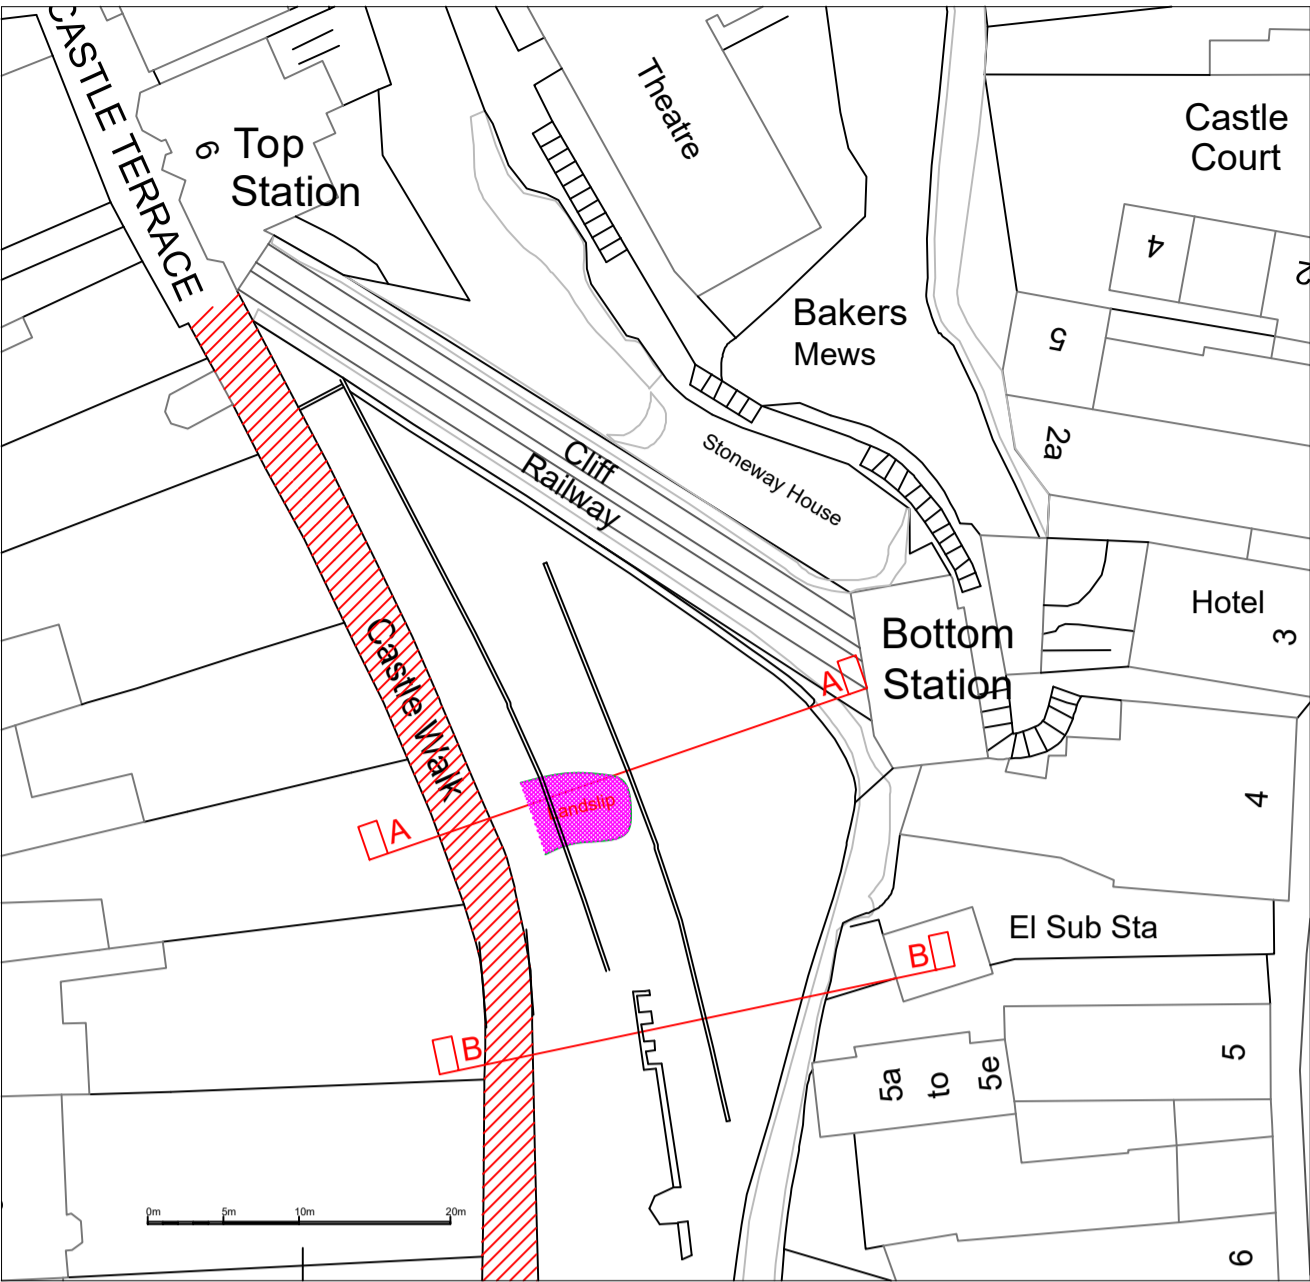 CASTLE TERRACE
6
Top
Station
Theatre
Castle
Court
4
2
5
Bakers
Mews
2a
Stoneway House
Cliff
Railway
Hotel
3
Bottom
Station
A
Castle Walk
Landslip
A
4
El Sub Sta
B
B
5a
to
5e
5
0m
5m
10m
20m
6